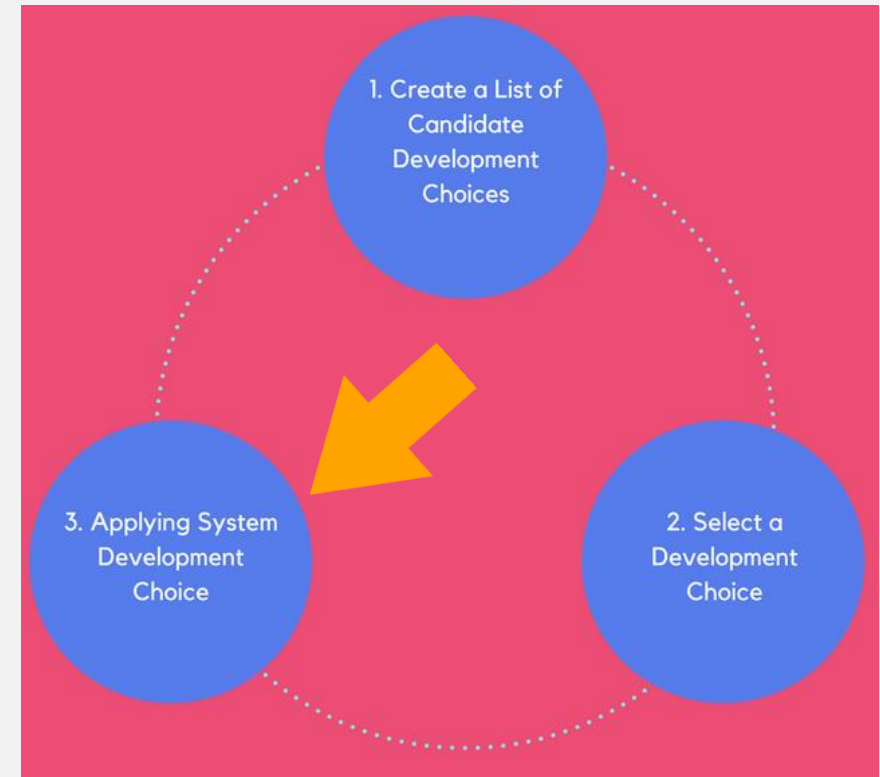 1. Create a List of
Candidate
Development
Choices
2. Select a
Development
Choice
3. Applying System
Development
Choice